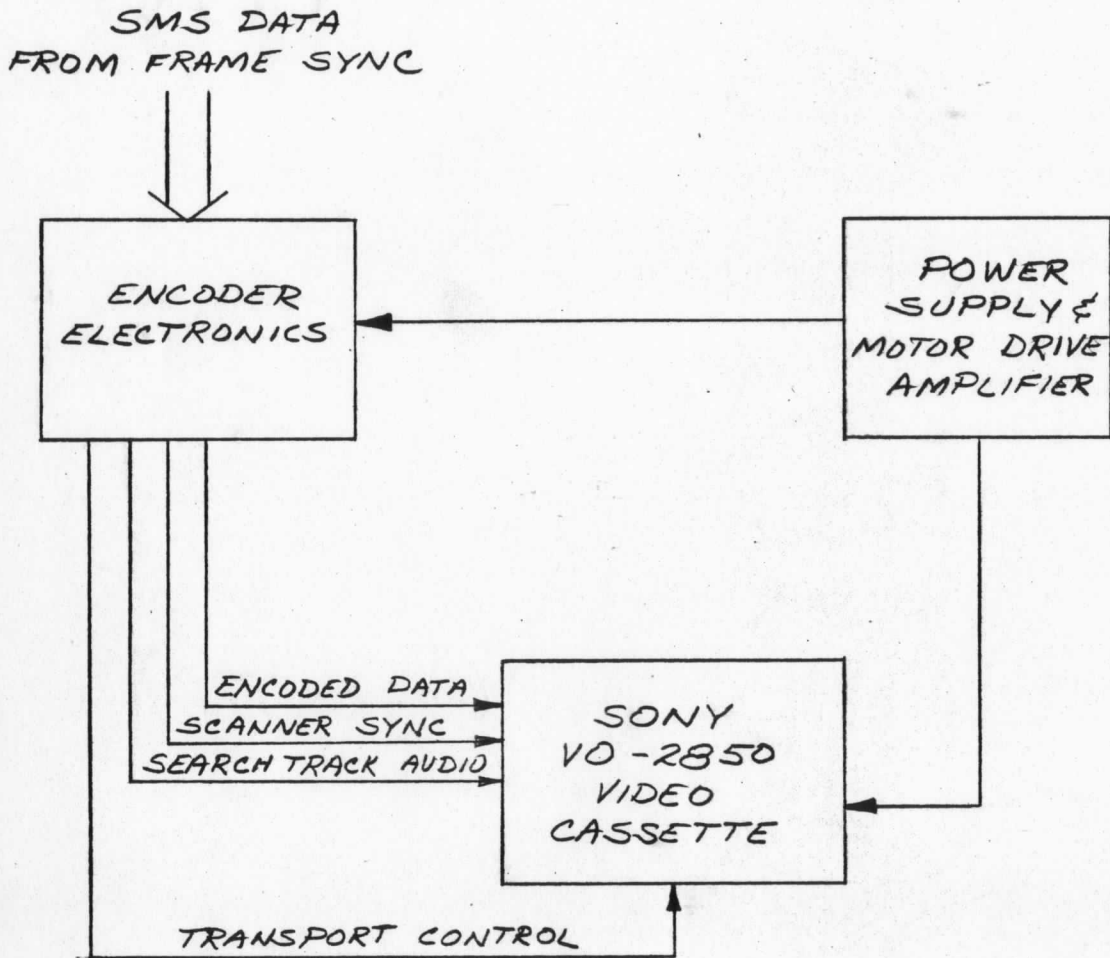 SMS DATA
FROM FRAME SYNC
ENCODER
ELECTRONICS
POWER
SUPPLY &
MOTOR DRIVE
AMPLIFIER
ENCODED DATA
SCANNER SYNC
SEARCH TRACK AUDIO
SONY
VO-2850
VIDEO
CASSETTE
TRANSPORT CONTROL